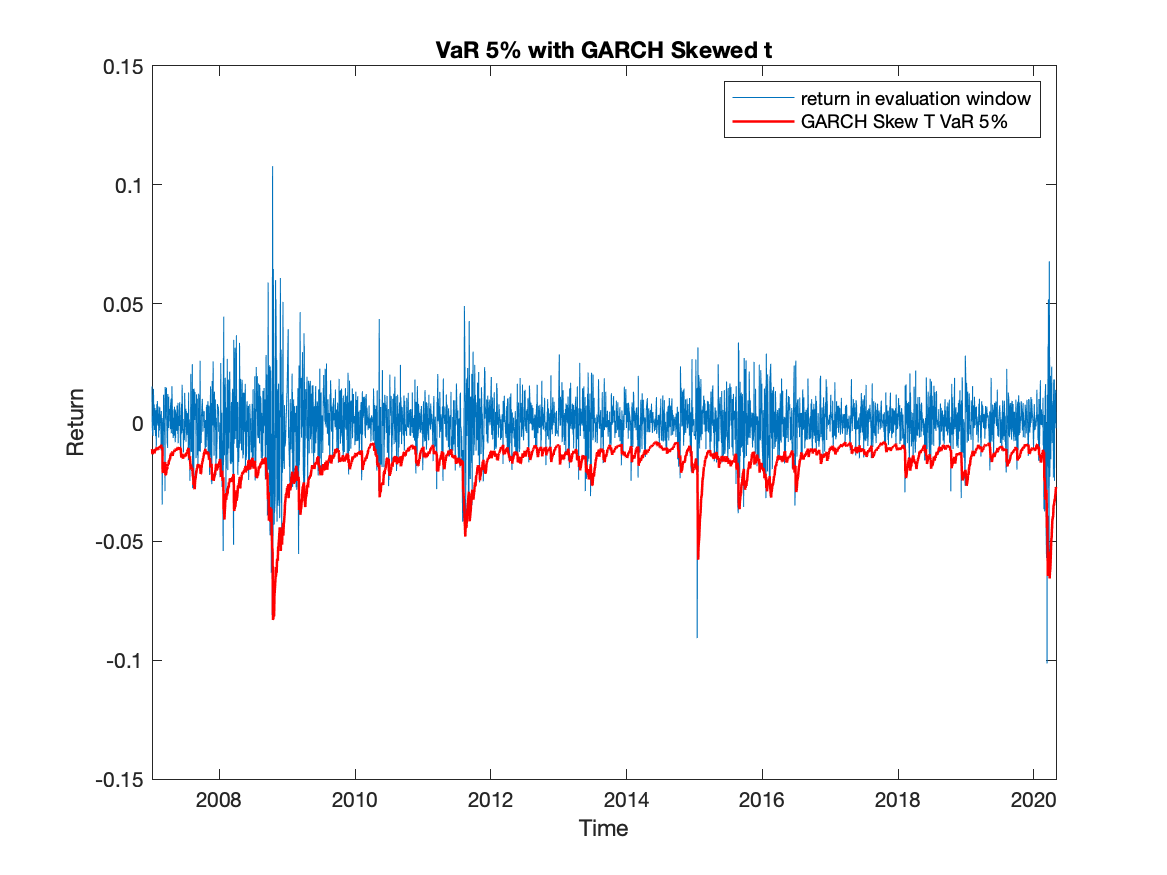 VaR 5% with GARCH Skewed t
return in evaluation window
GARCH Skew T VaR 5%
0.15
0.1
0.05
0
-0.05
-0.1
-0.15
Return
2008 2010 2012 2014 2016 2018 2020
Time